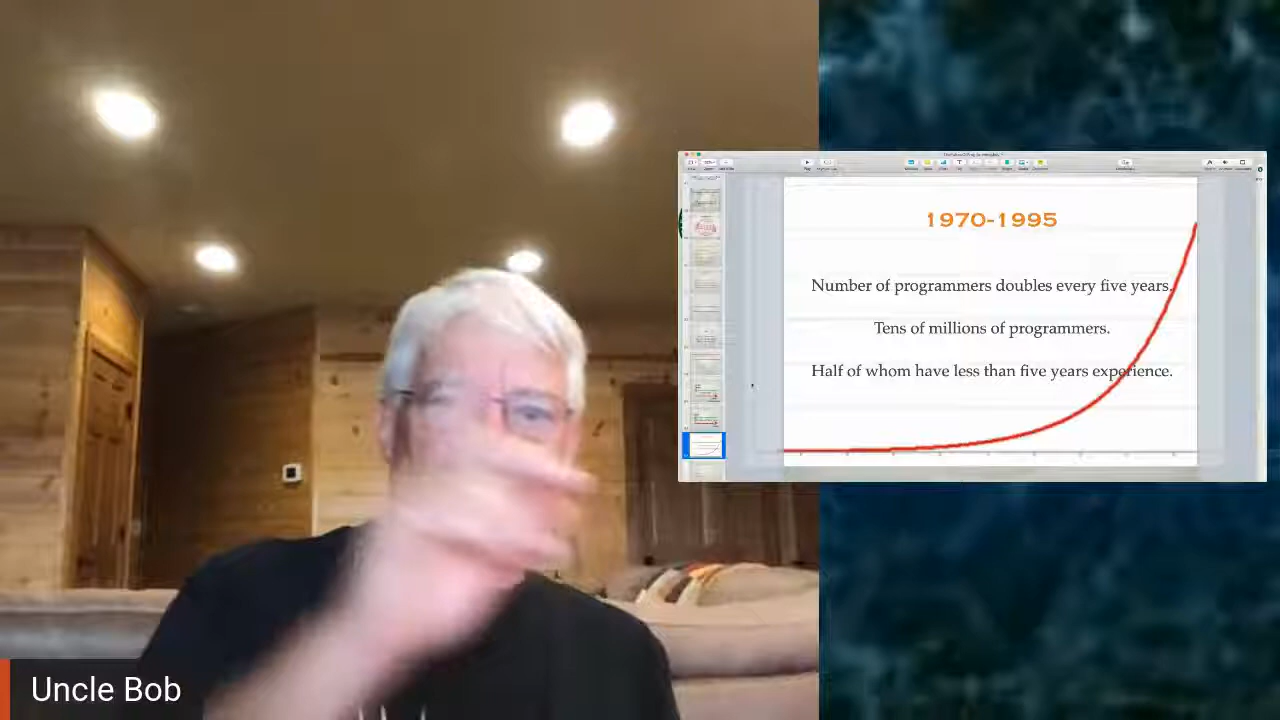 1970-1995
Number of programmers doubles every five years.
Tens of millions of programmers.
Half of whom have less than five years experience.
Uncle Bob